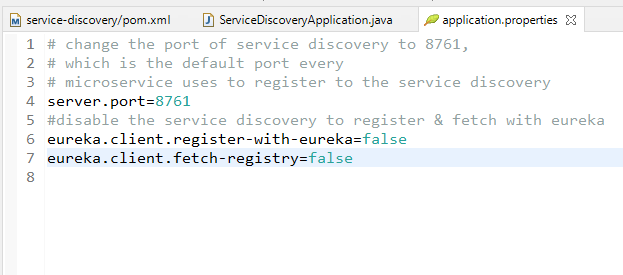 service-discovery/pom.xml ServiceDiscoveryApplication.java application.properties
1 # change the port of service discovery to 8761,
2 # which is the default port every
3 # microservice uses to register to the service discovery
4 server.port=8761
5 #disable the service discovery to register & fetch with eureka
6 eureka.client.register-with-eureka=false
7 eureka.client.fetch-registry=false
8